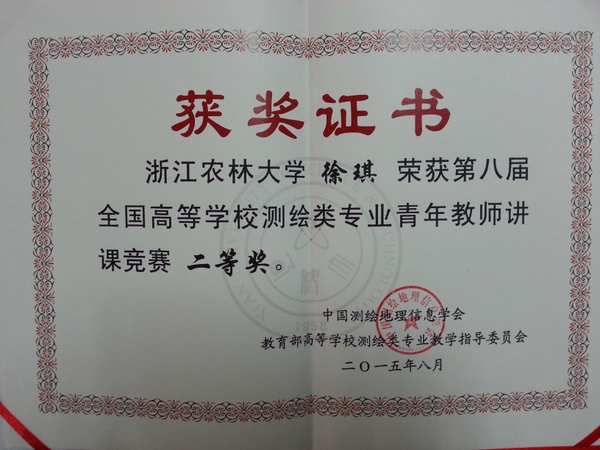 获奖证书
浙江农林大学 徐琪 荣获第八届
全国高等学校测绘类专业青年教师讲
课竞赛 二等奖。
中国测绘地理信息学会
教育部高等学校测绘类专业教学指导委员会
二〇一五年八月